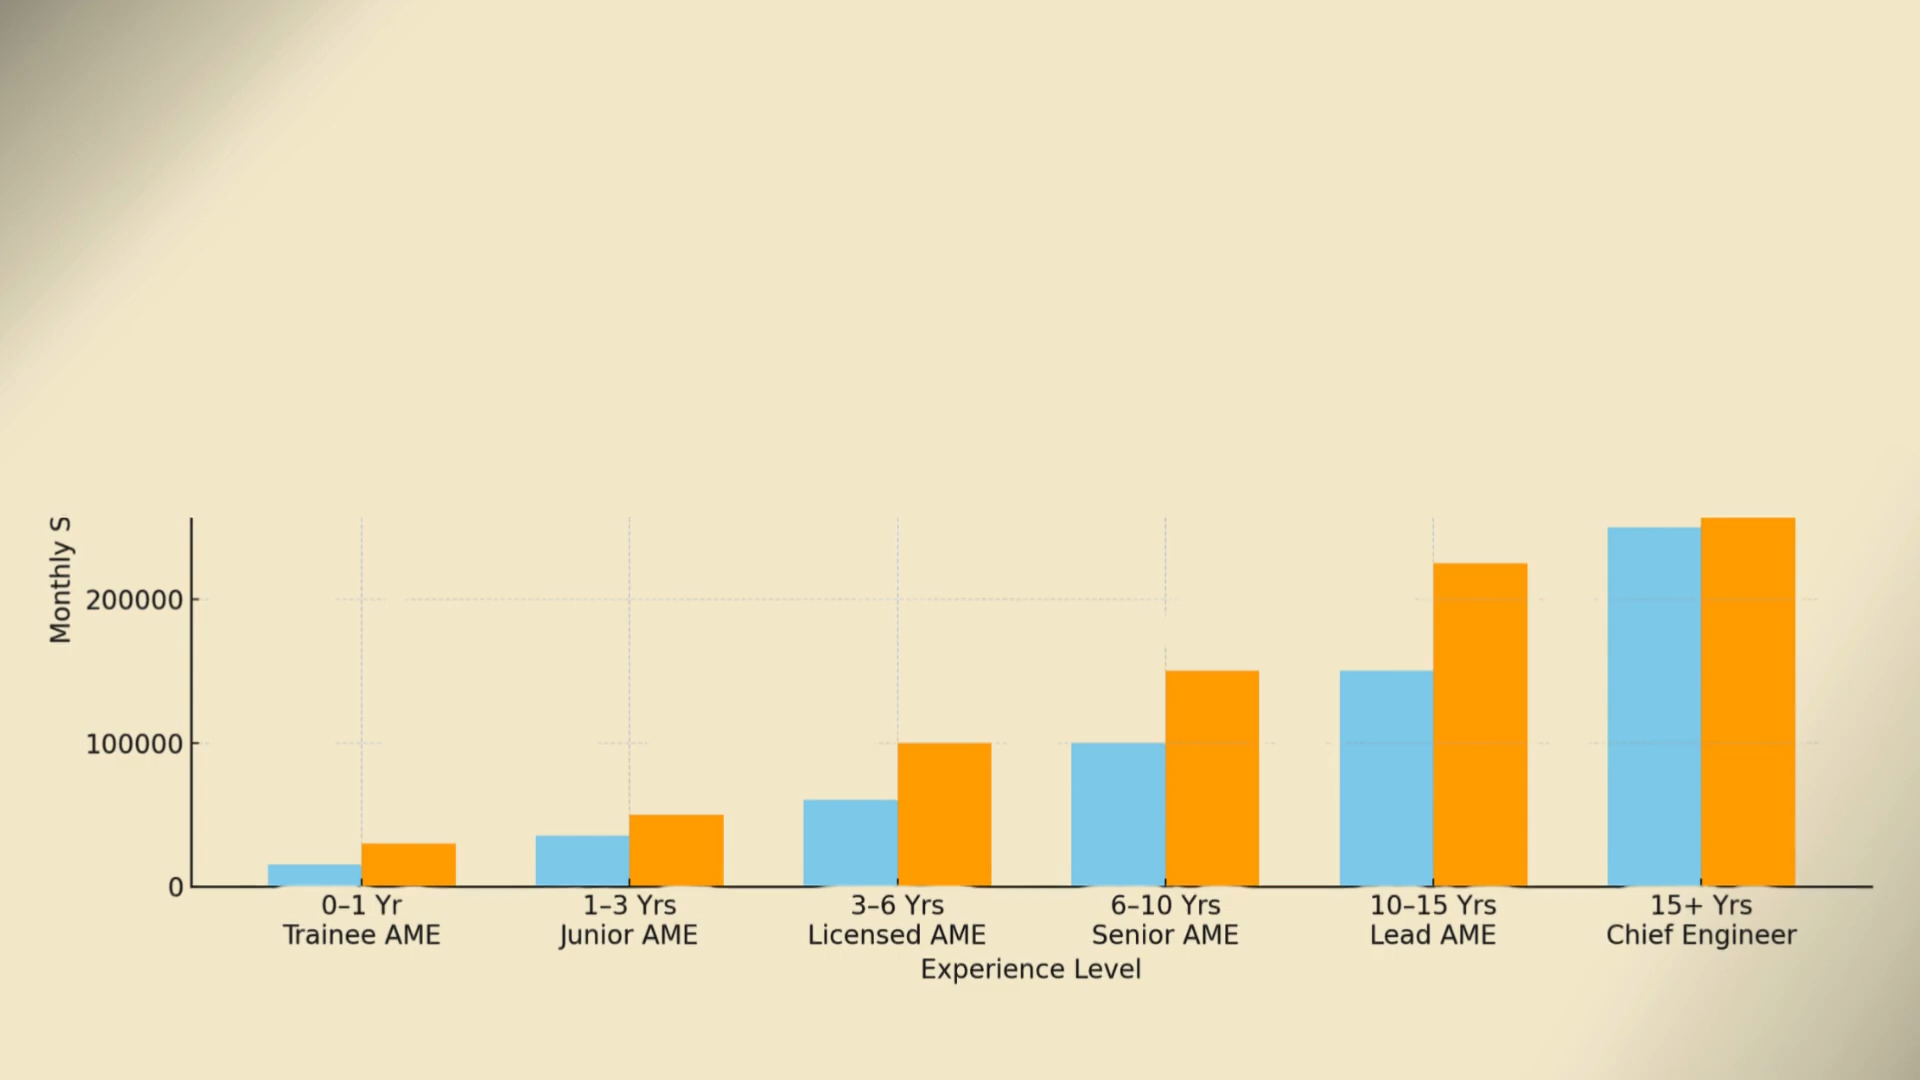 Monthly S
200000
100000
0
0–1 Yr
Trainee AME
1–3 Yrs
Junior AME
3–6 Yrs
Licensed AME
6–10 Yrs
Senior AME
10–15 Yrs
Lead AME
15+ Yrs
Chief Engineer
Experience Level